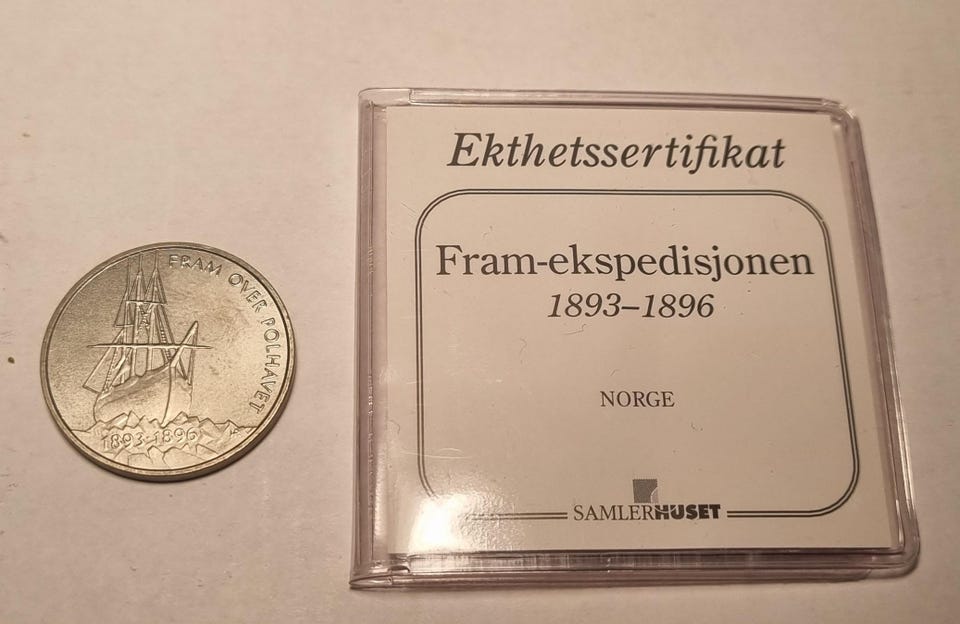 FRAM OVER POLHAVET
1893-1896
Ekthetssertifikat
Fram-ekspedisjonen
1893–1896
NORGE
SAMLERHUSET